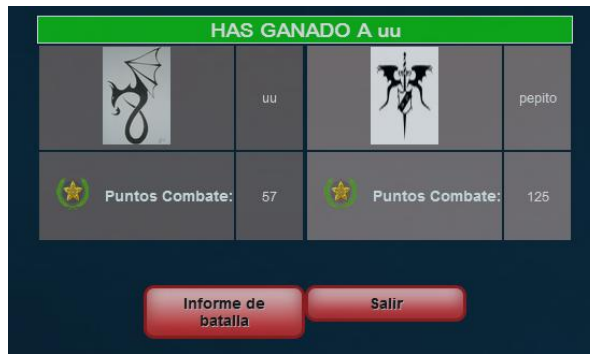 HAS GANADO A uu
uu
pepito
Puntos Combate:
57
Puntos Combate:
125
Informe de
batalla
Salir